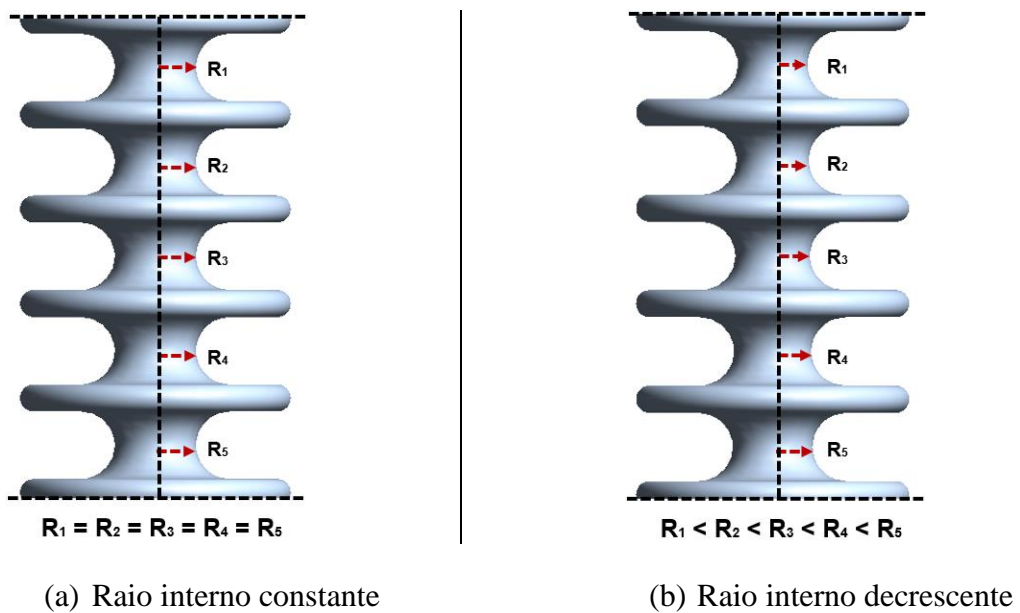 R₁ R₁
R₂ R₂
R₃ R₃
R₄ R₄
R₅ R₅
R₁ = R₂ = R₃ = R₄ = R₅
R₁ < R₂ < R₃ < R₄ < R₅
(a) Raio interno constante
(b) Raio interno decrescente